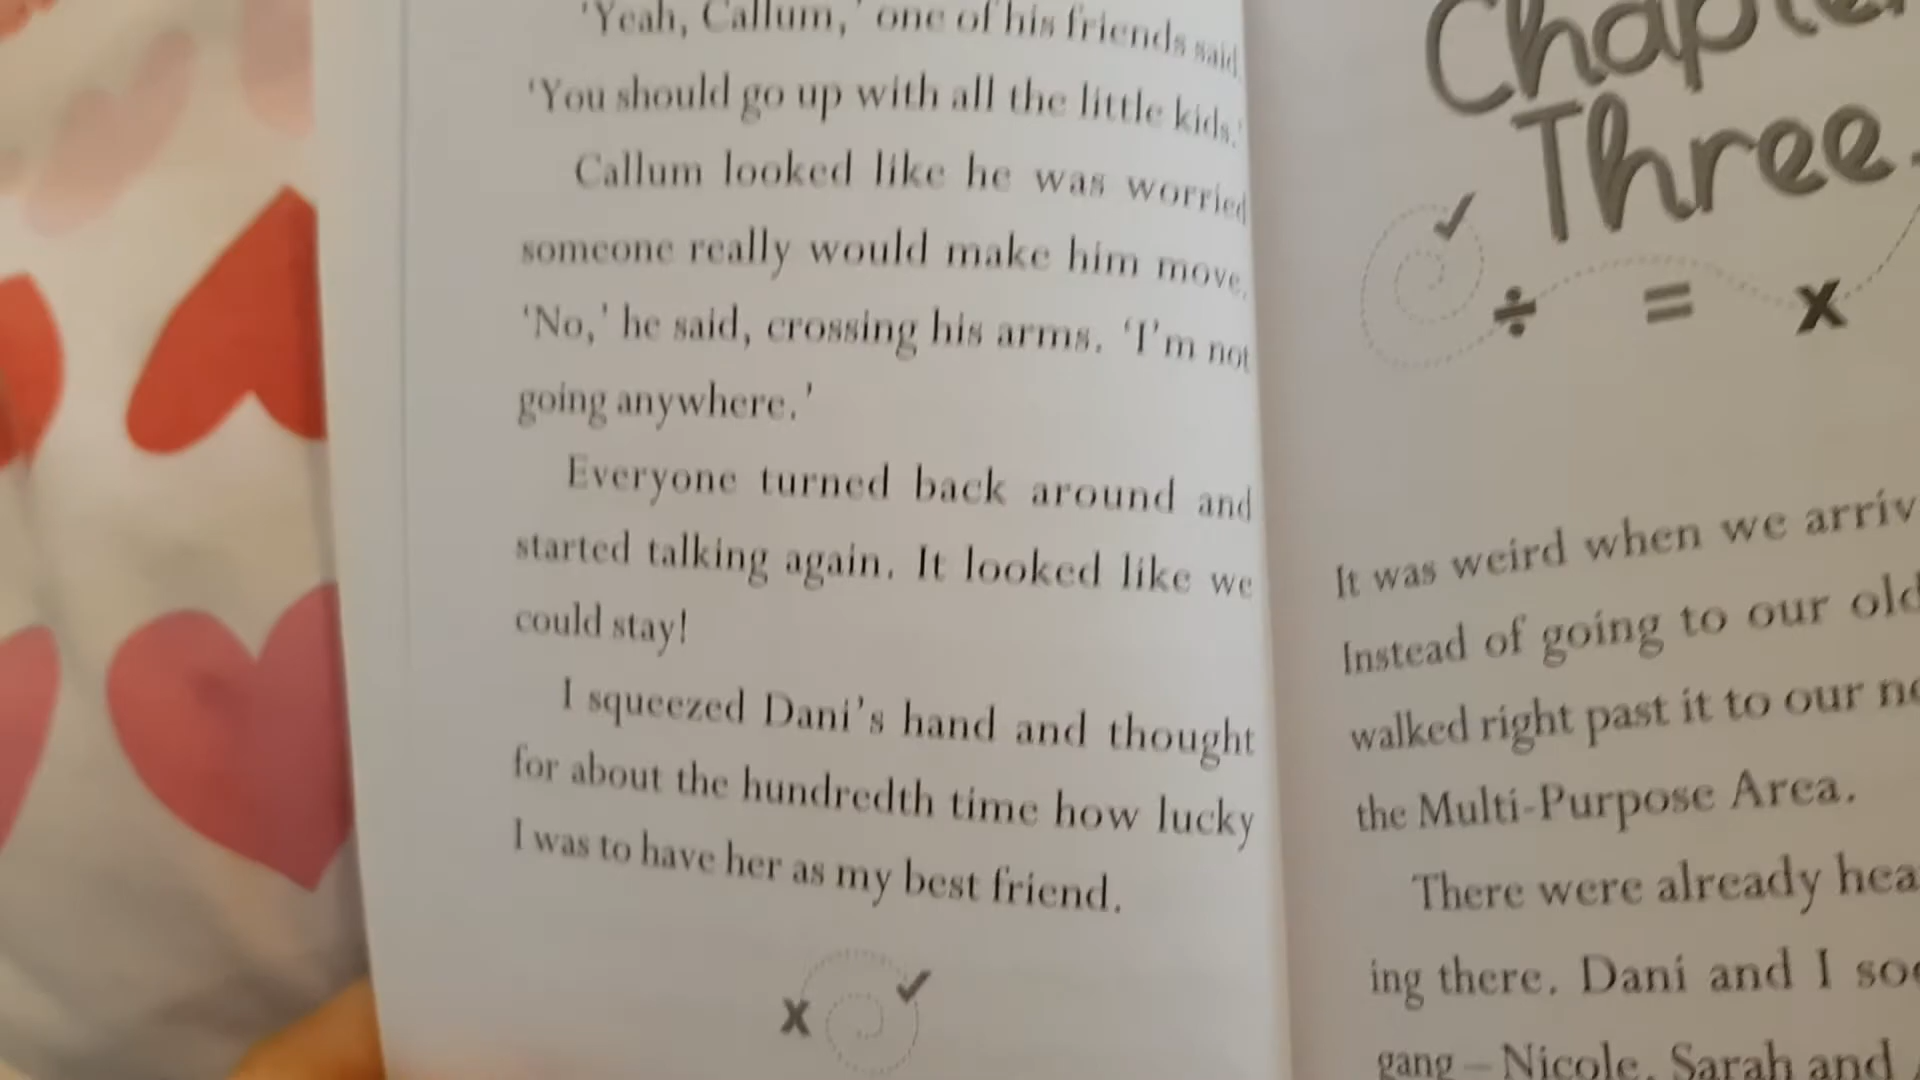 'Yeah, Callum,' one of his friends said
'You should go up with all the little kids.'
Callum looked like he was worried
someone really would make him move.
'No,' he said, crossing his arms. 'I'm not
going anywhere.'
Everyone turned back around and
started talking again. It looked like we
could stay!
I squeezed Dani's hand and thought
for about the hundredth time how lucky
I was to have her as my best friend.
x ✓
Chapter
Three
✓
÷ = x
It was weird when we
Instead of going to our old
walked right past it to our
the Multi-Purpose Area.
There were already
ing there. Dani and I
gang – Nicole, Sarah and